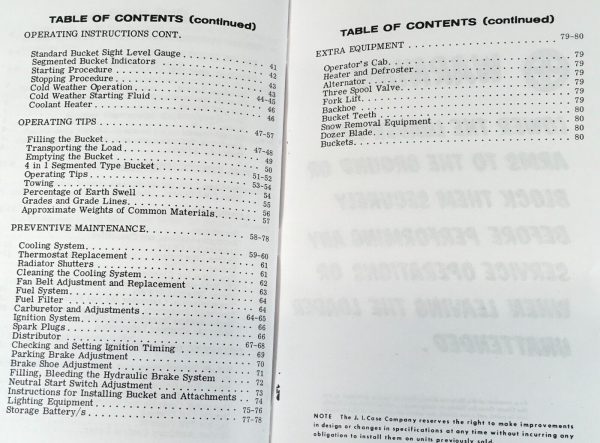 TABLE OF CONTENTS (continued)
OPERATING INSTRUCTIONS CONT.
Standard Bucket Sight Level Gauge 41
Segmented Bucket Indicators 42
Starting Procedure 43
Stopping Procedure 43
Cold Weather Operation 44-45
Cold Weather Starting Fluid 46
Coolant Heater 46
OPERATING TIPS 47-57
Filling the Bucket 47-48
Transporting the Load 49
Emptying the Bucket 50
4 in 1 Segmented Type Bucket 51-52
Operating Tips 53-54
Towing 54
Percentage of Earth Swell 55
Grades and Grade Lines 56
Approximate Weights of Common Materials 57
PREVENTIVE MAINTENANCE 58-78
Cooling System 59-60
Thermostat Replacement 61
Radiator Shutters 61
Cleaning the Cooling System 62
Fan Belt Adjustment and Replacement 63
Fuel System 64
Fuel Filter 64
Carburetor and Adjustments 64-65
Ignition System 66
Spark Plugs 66
Distributor 67-68
Checking and Setting Ignition Timing 69
Parking Brake Adjustment 70
Brake Shoe Adjustment 71
Filling, Bleeding the Hydraulic Brake System 72
Neutral Start Switch Adjustment 73
Instructions for Installing Bucket and Attachments 74
Lighting Equipment 75-76
Storage Battery/s 77-78
TABLE OF CONTENTS (continued)
EXTRA EQUIPMENT 79-80
Operator's Cab 79
Heater and Defroster 79
Alternator 79
Three Spool Valve 79
Fork Lift 79
Backhoe 79
Bucket Teeth 80
Snow Removal Equipment 80
Dozer Blade 80
Buckets 80
NOTE The J. I. Case Company reserves the right to make improvements
in design or changes in specifications at any time without incurring any
obligation to install them on units previously sold.